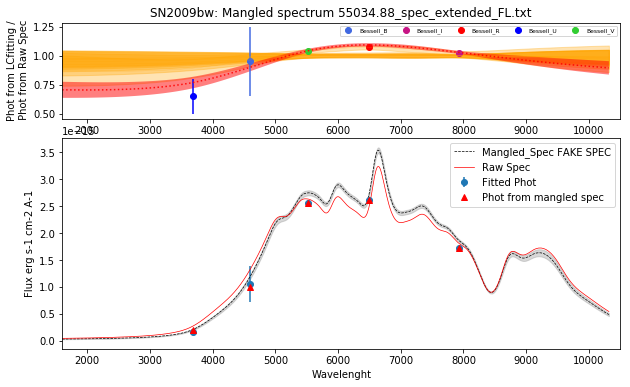 SN2009bw: Mangled spectrum 55034.88_spec_extended_FL.txt
Phot from LCfitting /
Phot from Raw Spec
1.25
1.00
0.75
0.50
Bessell_B
Bessell_I
Bessell_R
Bessell_U
Bessell_V
2000 3000 4000 5000 6000 7000 8000 9000 10000
1e−15
Flux erg s-1 cm-2 A-1
3.5
3.0
2.5
2.0
1.5
1.0
0.5
0.0
Mangled_Spec FAKE SPEC
Raw Spec
Fitted Phot
Phot from mangled spec
2000 3000 4000 5000 6000 7000 8000 9000 10000
Wavelenght